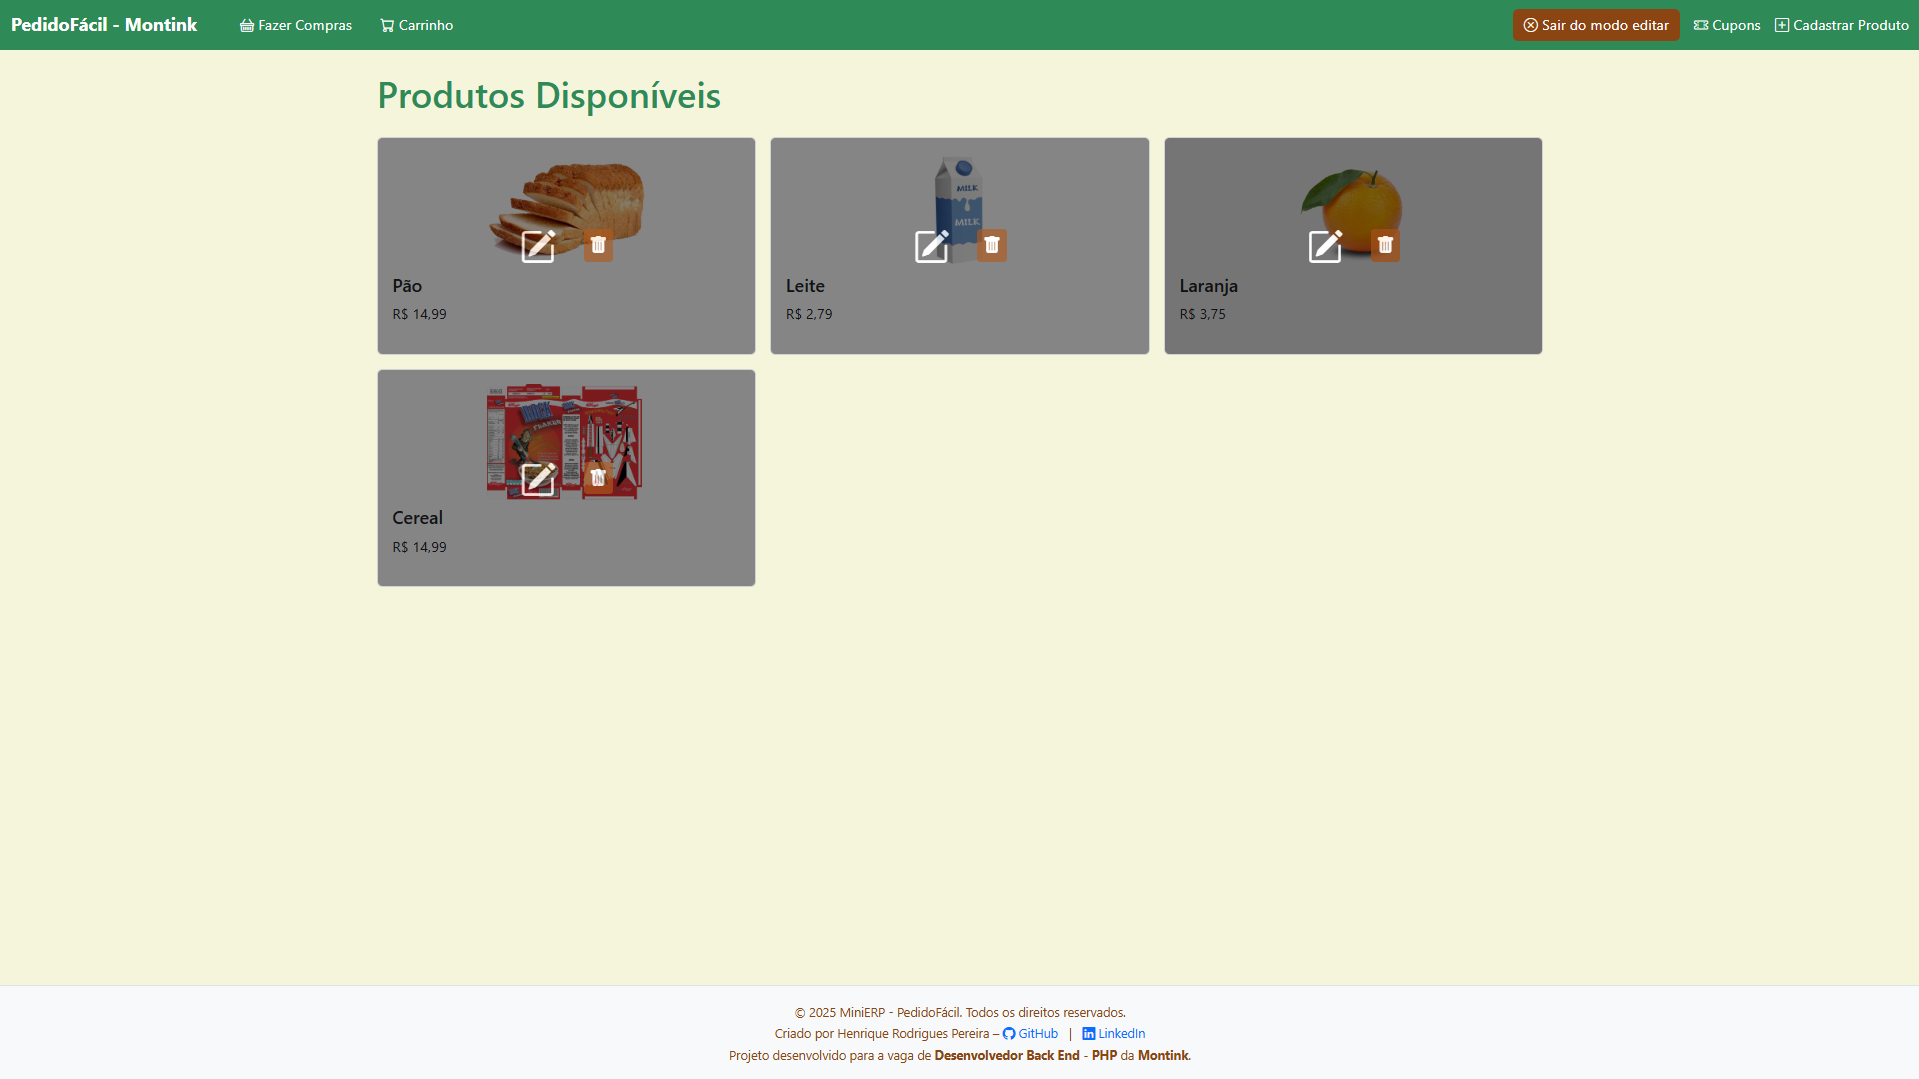 PedidoFácil - Montink
Fazer Compras
Carrinho
Sair do modo editar
Cupons
Cadastrar Produto
Produtos Disponíveis
MILK
MILK
Pão
R$ 14,99
Leite
R$ 2,79
Laranja
R$ 3,75
Cereal
R$ 14,99
© 2025 MiniERP - PedidoFácil. Todos os direitos reservados.
Criado por Henrique Rodrigues Pereira – GitHub | LinkedIn
Projeto desenvolvido para a vaga de Desenvolvedor Back End - PHP da Montink.